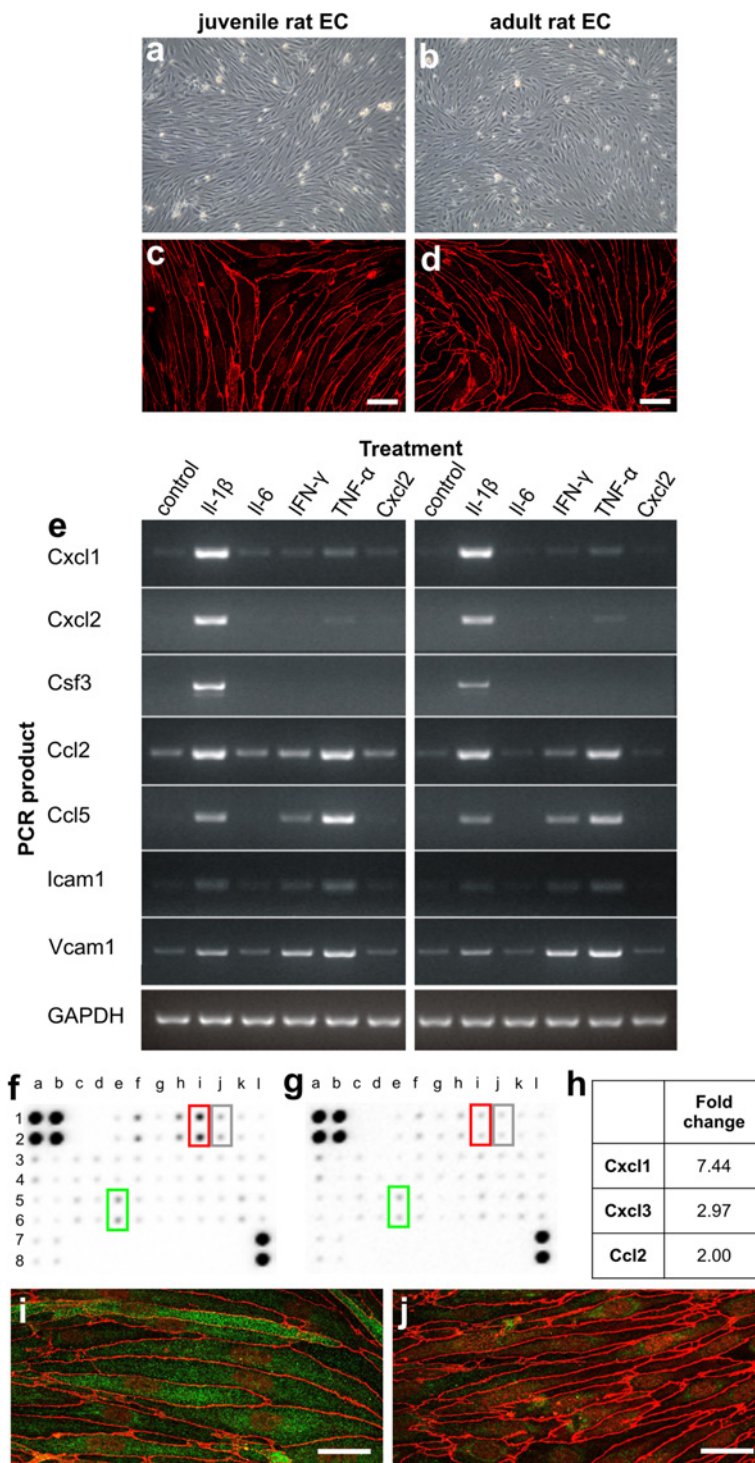 juvenile rat EC adult rat EC
a b
c d
Treatment
control Il-1β Il-6 IFN-γ TNF-α Cxcl2 control Il-1β Il-6 IFN-γ TNF-α Cxcl2
e
PCR product
Cxcl1
Cxcl2
Csf3
Ccl2
Ccl5
Icam1
Vcam1
GAPDH
f a b c d e f g h i j k l
1
2
3
4
5
6
7
8
g a b c d e f g h i j k l
h
Fold
change
Cxcl1 7.44
Cxcl3 2.97
Ccl2 2.00
i j